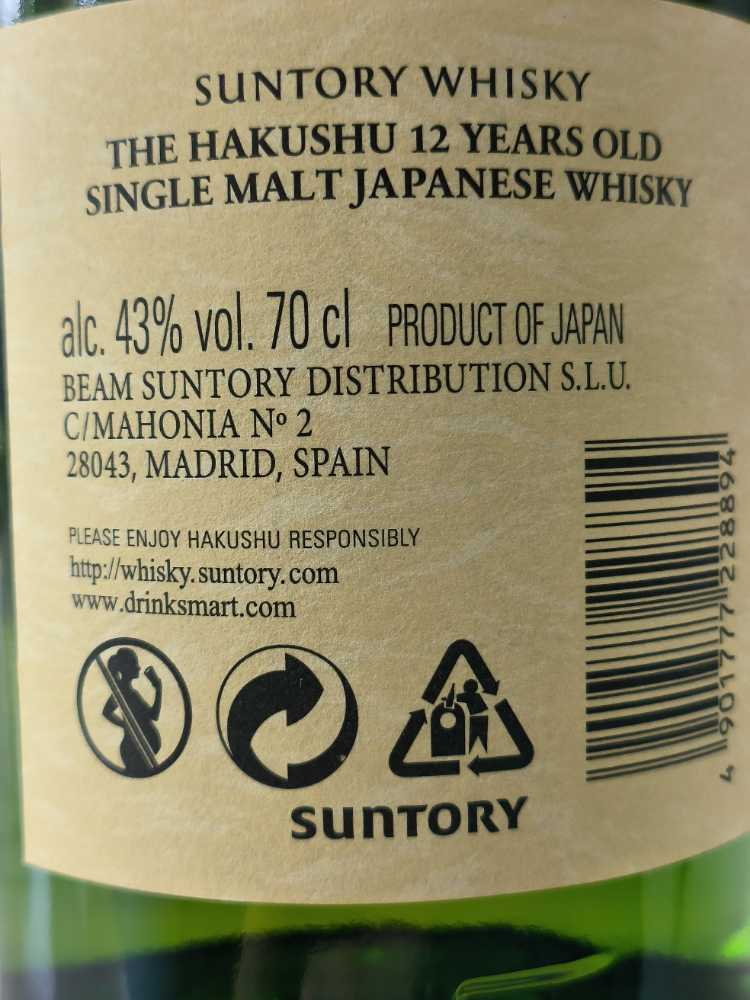 SUNTORY WHISKY
THE HAKUSHU 12 YEARS OLD
SINGLE MALT JAPANESE WHISKY
alc. 43% vol. 70 cl PRODUCT OF JAPAN
BEAM SUNTORY DISTRIBUTION S.L.U.
C/MAHONIA Nº 2
28043, MADRID, SPAIN
PLEASE ENJOY HAKUSHU RESPONSIBLY
http://whisky.suntory.com
www.drinksmart.com
SUNTORY
4 901777 228894